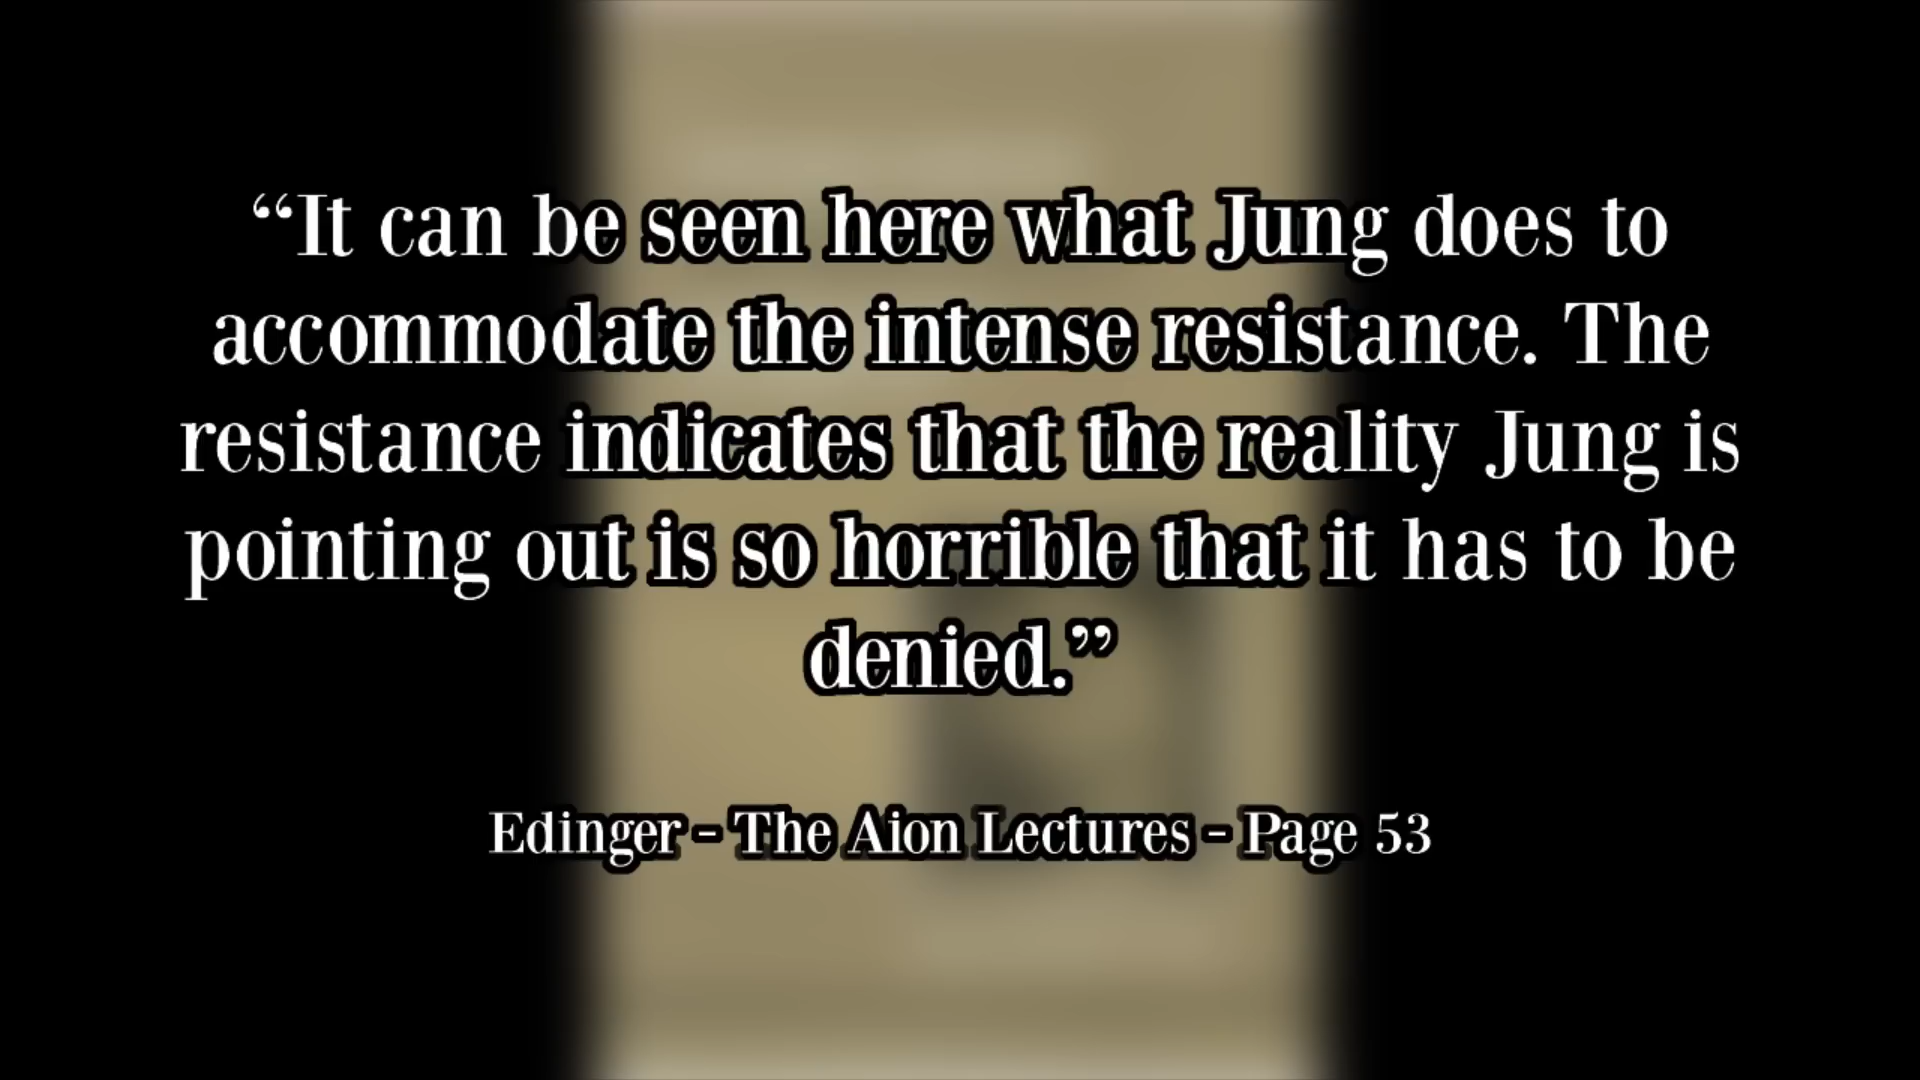 “It can be seen here what Jung does to
accommodate the intense resistance. The
resistance indicates that the reality Jung is
pointing out is so horrible that it has to be
denied.”
Edinger - The Aion Lectures - Page 53